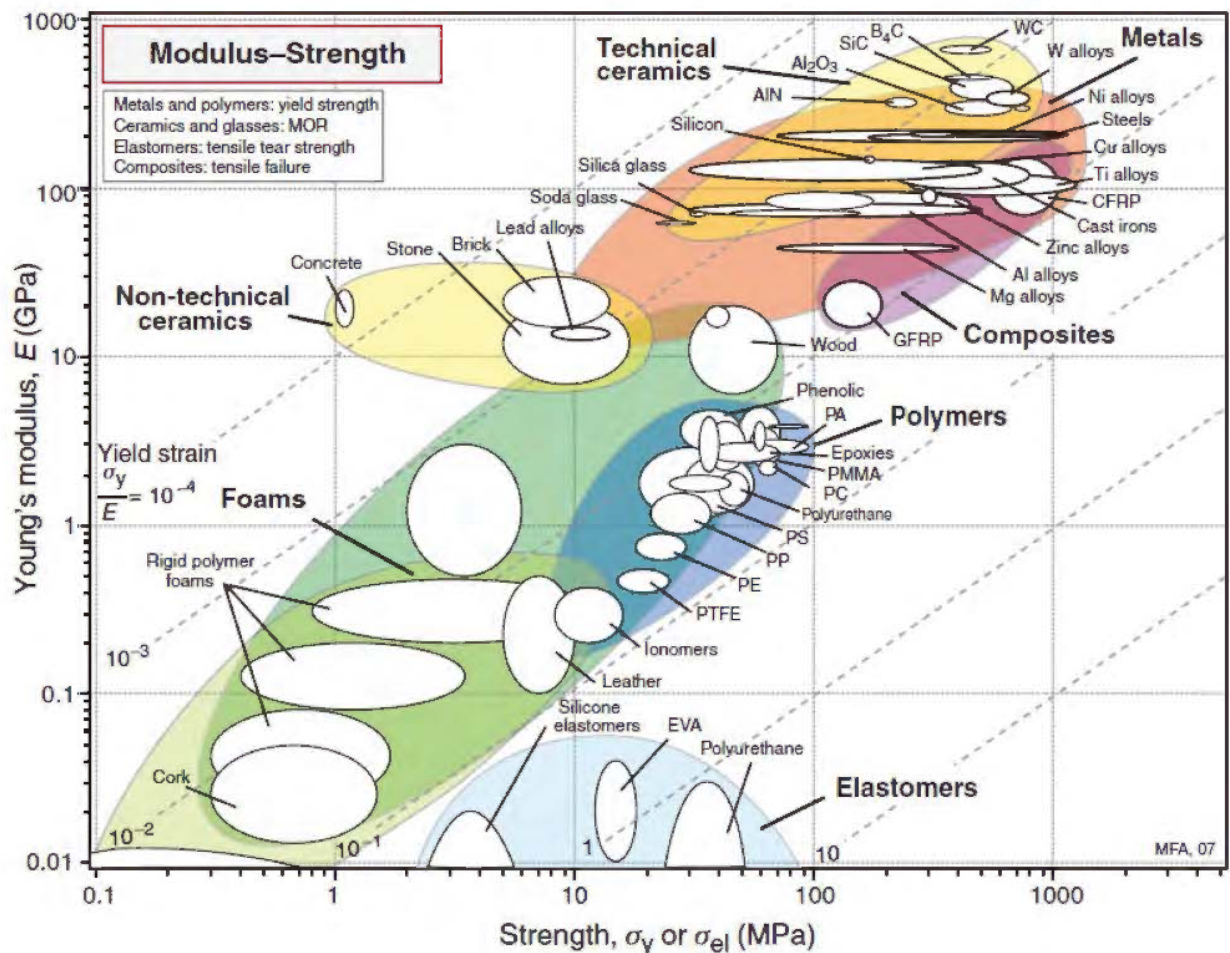 Modulus–Strength
Metals and polymers: yield strength
Ceramics and glasses: MOR
Elastomers: tensile tear strength
Composites: tensile failure
Young's modulus, E (GPa)
1000
100
10
1
0.1
0.01
Technical
ceramics
B₄C
SiC
Al₂O₃
AlN
Silicon
Silica glass
Soda glass
WC
Metals
W alloys
Ni alloys
Steels
Cu alloys
Ti alloys
CFRP
Cast irons
Zinc alloys
Al alloys
Mg alloys
Composites
GFRP
Lead alloys
Brick
Stone
Concrete
Non-technical
ceramics
Wood
Phenolic
PA
Polymers
Epoxies
PMMA
PC
Polyurethane
PS
PP
PE
PTFE
Ionomers
Leather
Yield strain
σy
E
= 10⁻⁴
Foams
Rigid polymer
foams
10⁻³
Cork
10⁻²
10⁻¹
Silicone
elastomers
EVA
Polyurethane
Elastomers
1
10
MFA, 07
0.1
1
10
100
1000
Strength, σy or σel (MPa)